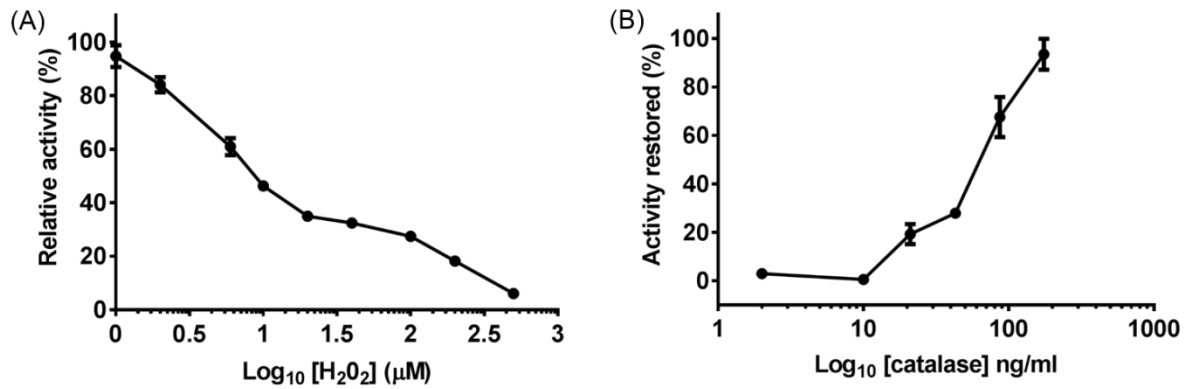 (A)
Relative activity (%)
100
80
60
40
20
0
0 0.5 1 1.5 2 2.5 3
Log₁₀ [H₂0₂] (μM)
(B)
Activity restored (%)
100
80
60
40
20
0
1 10 100 1000
Log₁₀ [catalase] ng/ml